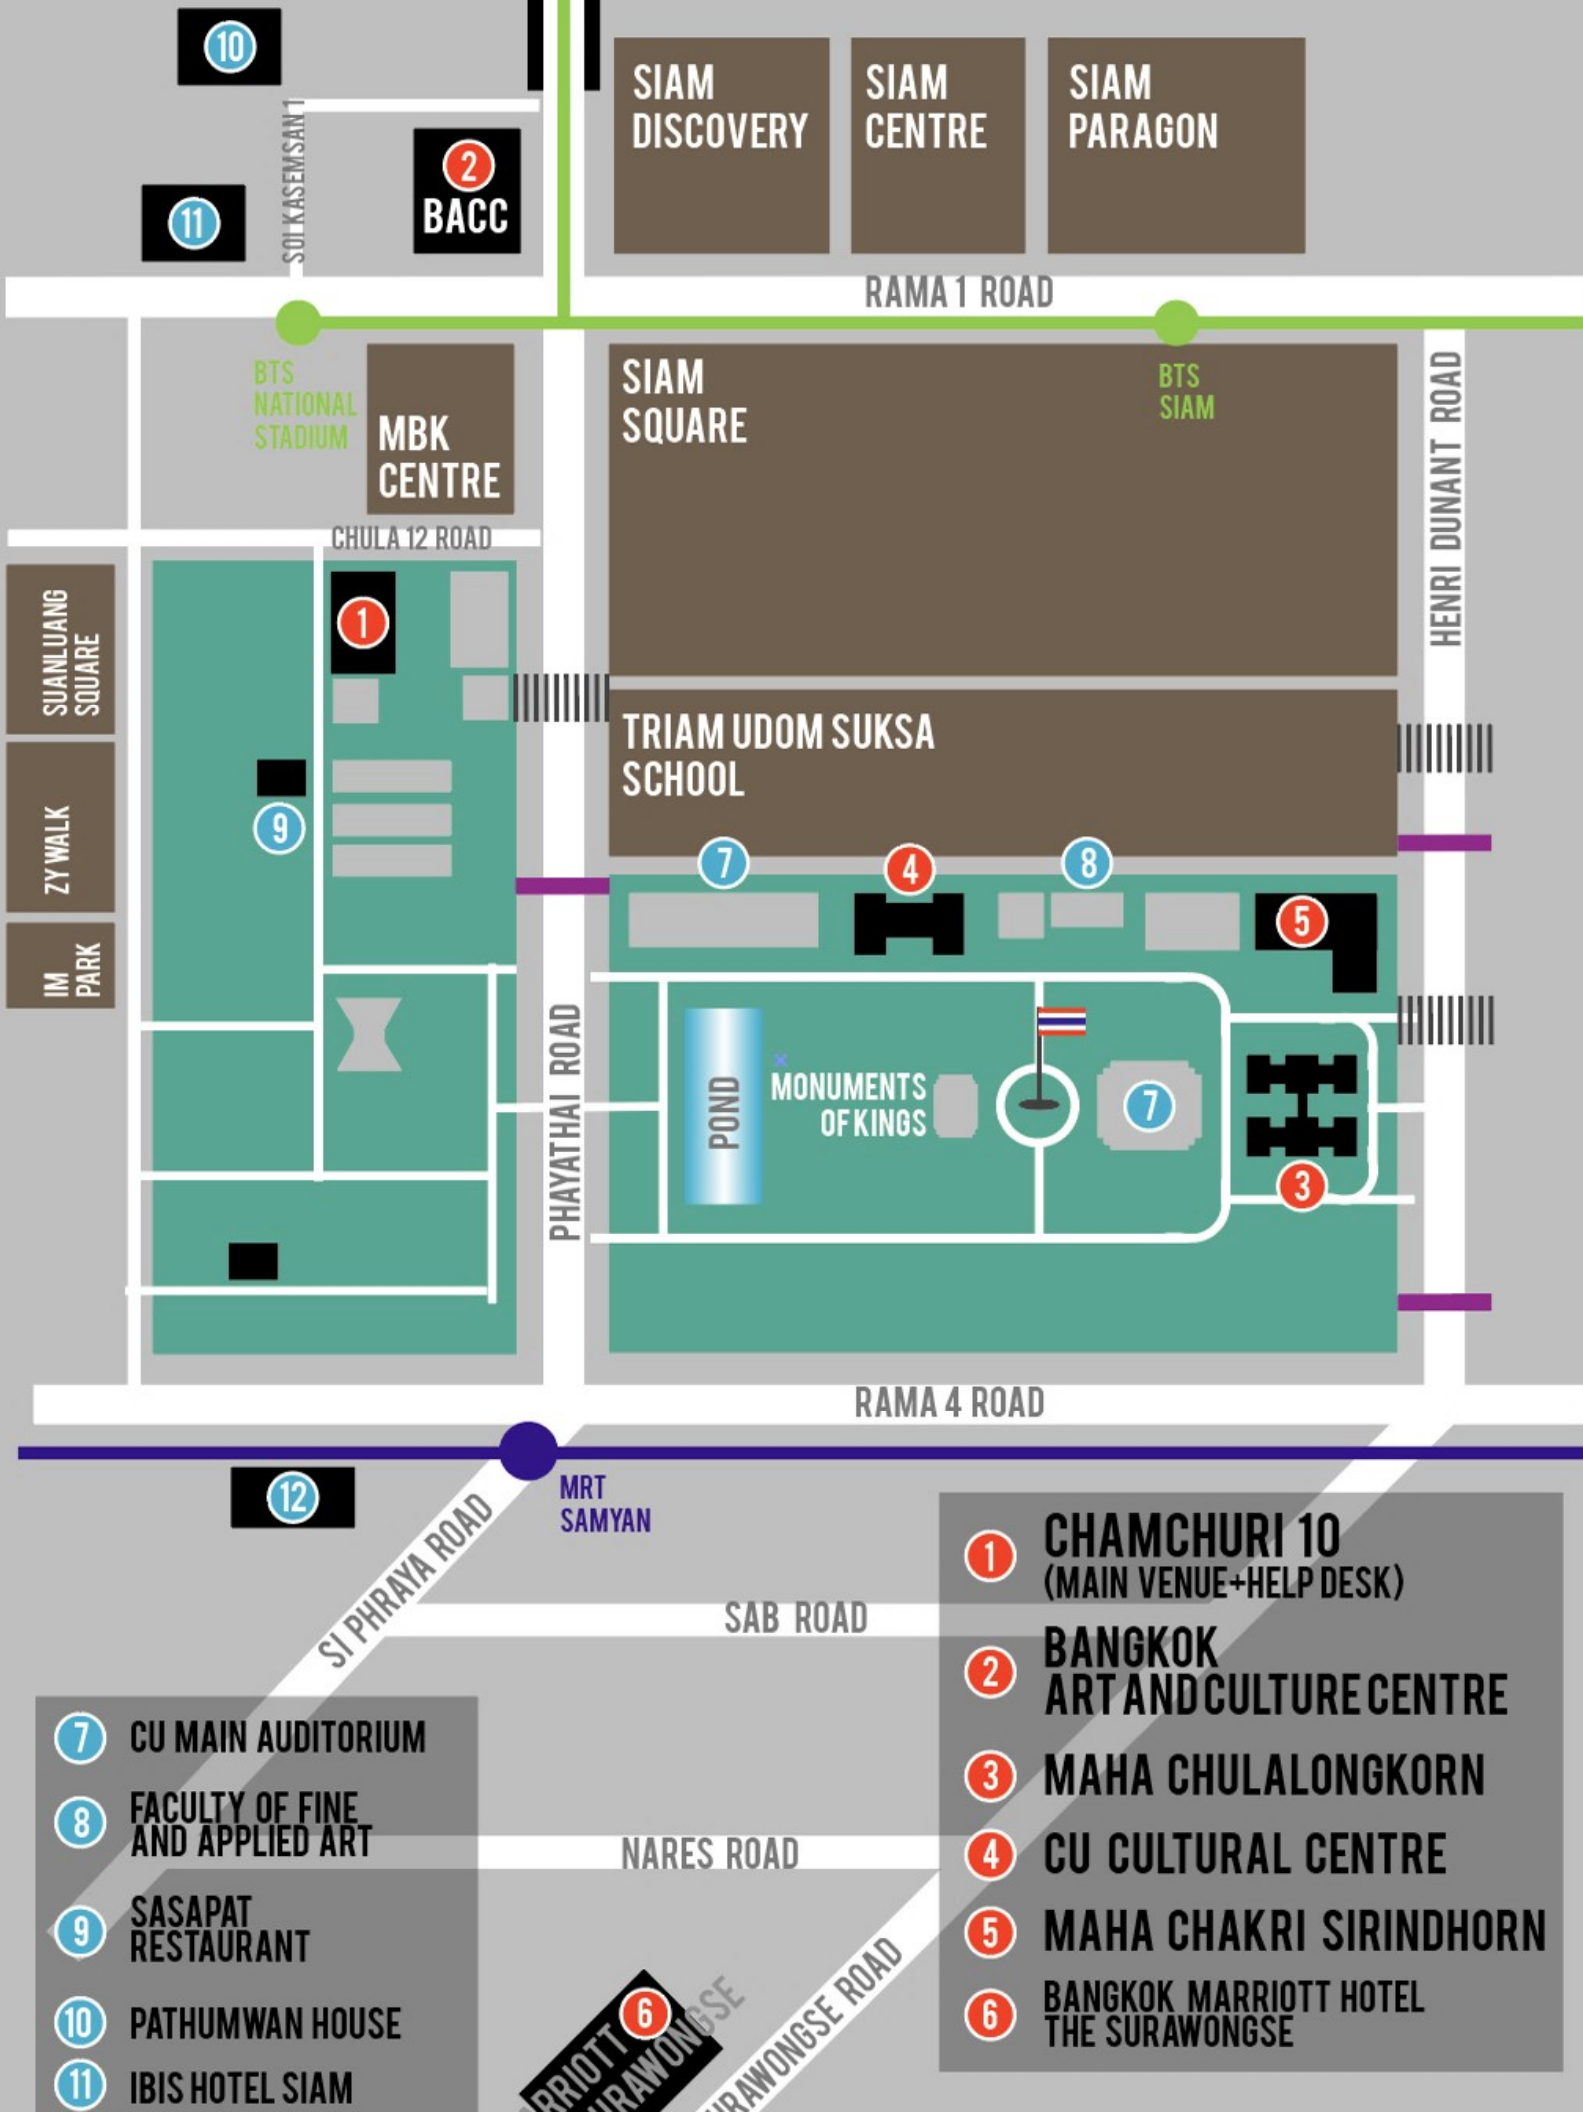 10
SIAM
DISCOVERY
SIAM
CENTRE
SIAM
PARAGON
2
BACC
SOI KASEMSAN 1
11
RAMA 1 ROAD
BTS
NATIONAL
STADIUM
MBK
CENTRE
SIAM
SQUARE
BTS
SIAM
HENRI DUNANT ROAD
CHULA 12 ROAD
SUANLUANG
SQUARE
1
TRIAM UDOM SUKSA
SCHOOL
ZY WALK
9
7
4
8
5
IM
PARK
PHAYATHAI ROAD
POND
MONUMENTS
OF KINGS
7
3
RAMA 4 ROAD
12
MRT
SAMYAN
SI PHRAYA ROAD
SAB ROAD
NARES ROAD
1 CHAMCHURI 10
(MAIN VENUE+HELP DESK)
2 BANGKOK
ART AND CULTURE CENTRE
3 MAHA CHULALONGKORN
4 CU CULTURAL CENTRE
5 MAHA CHAKRI SIRINDHORN
6 BANGKOK MARRIOTT HOTEL
THE SURAWONGSE
7 CU MAIN AUDITORIUM
8 FACULTY OF FINE
AND APPLIED ART
9 SASAPAT
RESTAURANT
10 PATHUMWAN HOUSE
11 IBIS HOTEL SIAM
6
RRIOTT
URAWONGSE
URAWONGSE ROAD